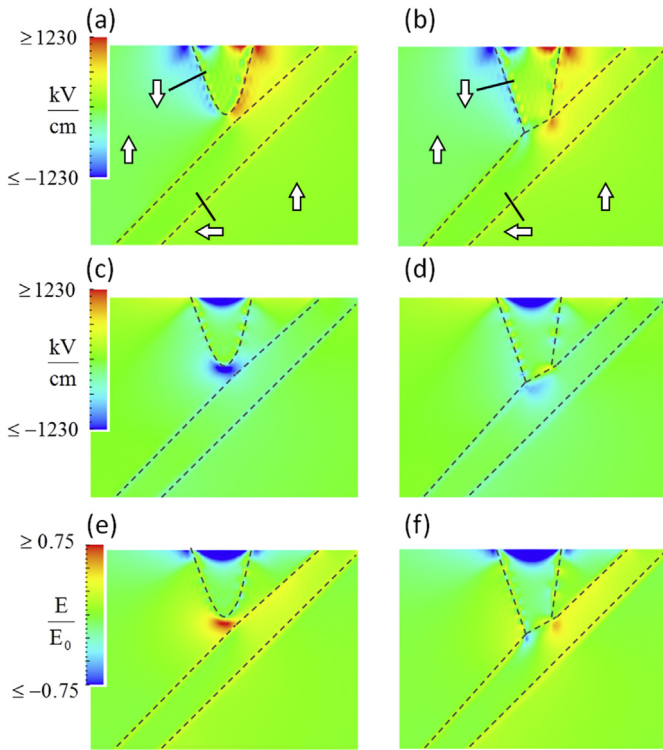 (a)
(b)
≥1230
kV
cm
≤−1230
(c)
(d)
≥1230
kV
cm
≤−1230
(e)
(f)
≥ 0.75
E
E0
≤−0.75